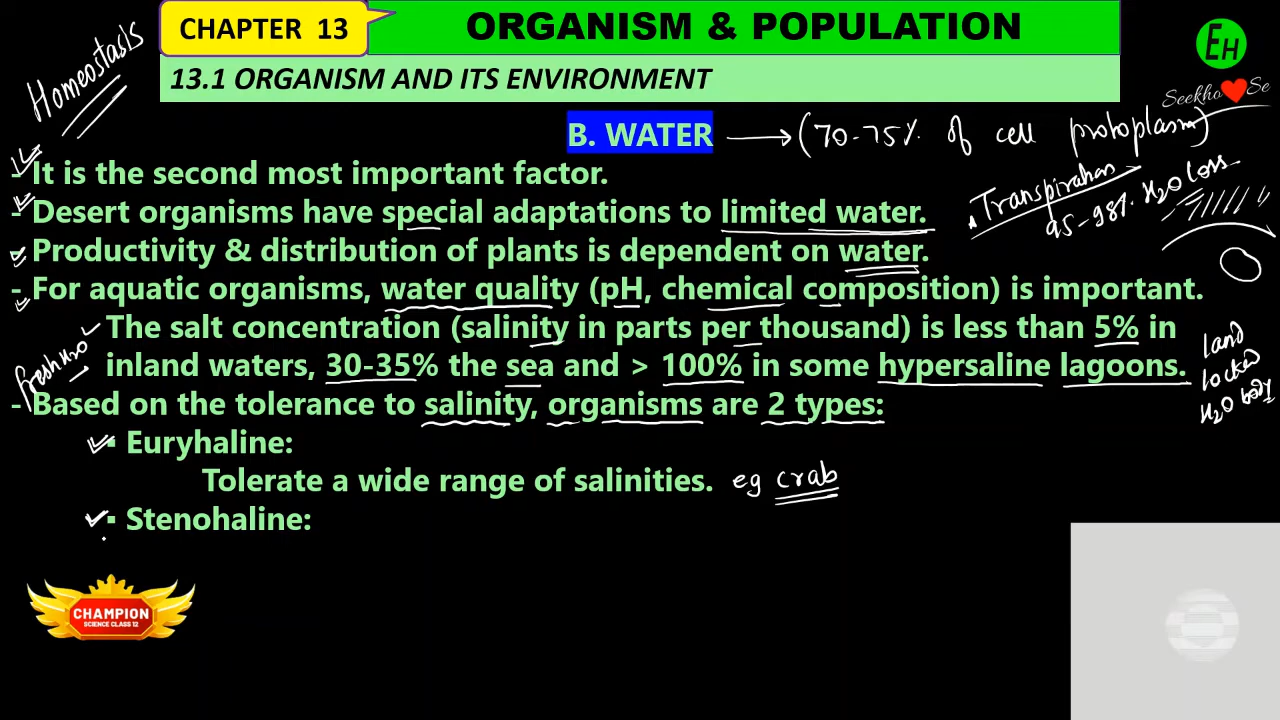 CHAPTER 13
ORGANISM & POPULATION
EH
13.1 ORGANISM AND ITS ENVIRONMENT
Seekho ❤ Se
Homeostasis
B. WATER → (70-75% of cell protoplasm)
- It is the second most important factor.
Transpiration
95-98% H2O Loss
- Desert organisms have special adaptations to limited water.
- Productivity & distribution of plants is dependent on water.
- For aquatic organisms, water quality (pH, chemical composition) is important.
The salt concentration (salinity in parts per thousand) is less than 5% in
inland waters, 30-35% the sea and > 100% in some hypersaline lagoons.
fresh H2O
land
locked
H2O body
- Based on the tolerance to salinity, organisms are 2 types:
▪ Euryhaline:
Tolerate a wide range of salinities. eg crab
▪ Stenohaline:
CHAMPION
SCIENCE CLASS 12